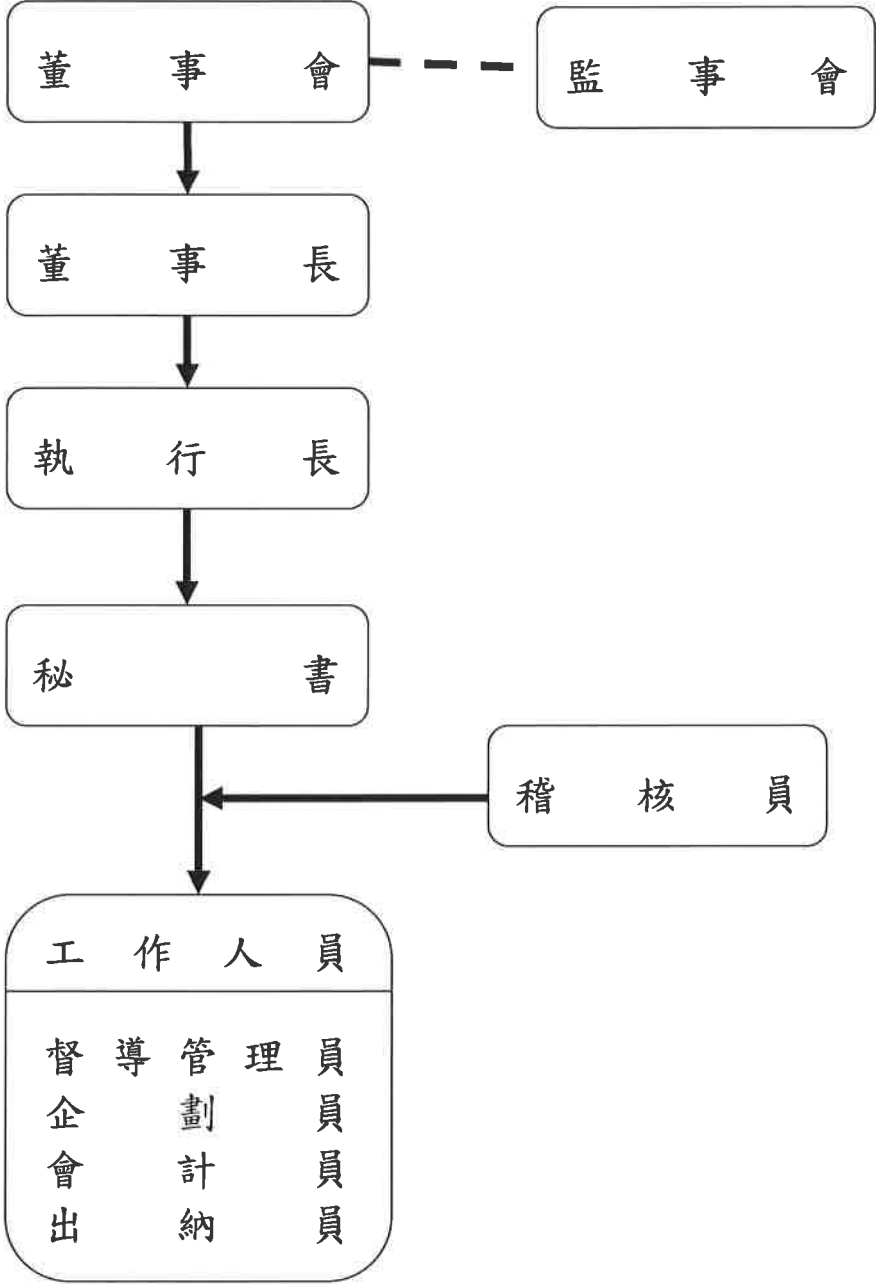 董事會
監事會
董事長
執行長
秘書
稽核員
工作人員
督導管理員
企劃員
會計員
出納員